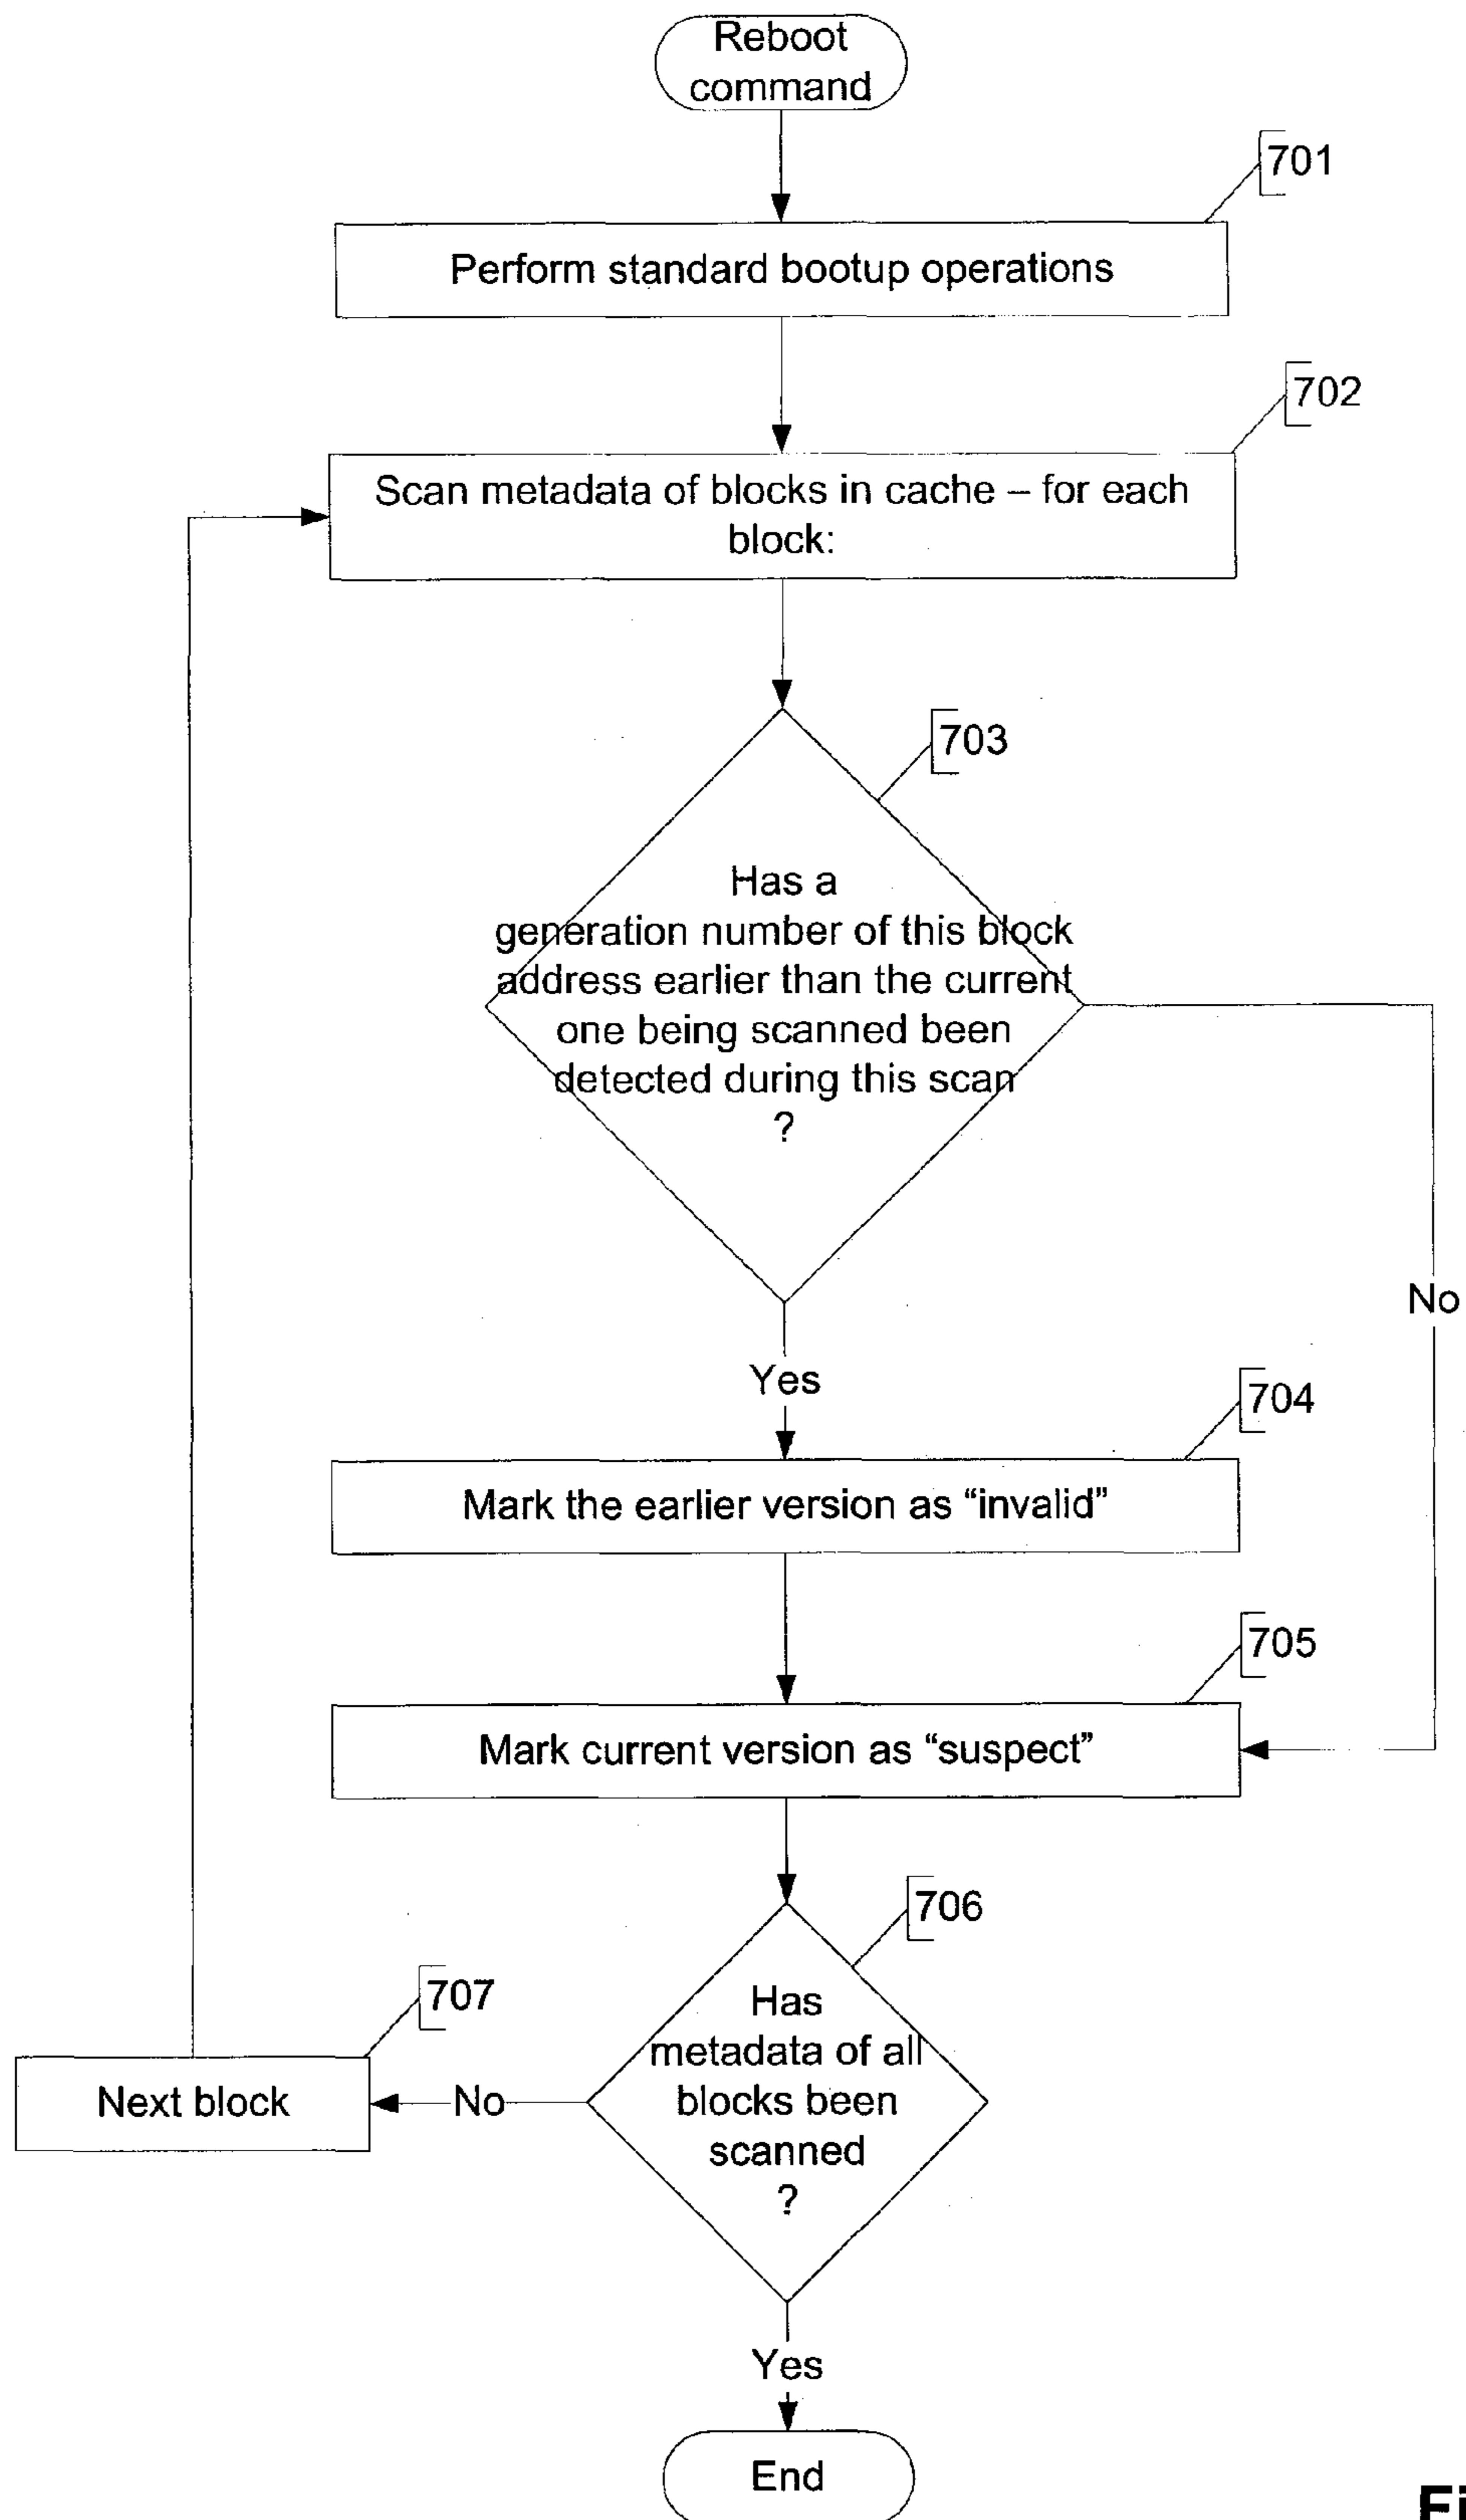 Reboot
command
701
Perform standard bootup operations
702
Scan metadata of blocks in cache – for each
block:
703
Has a
generation number of this block
address earlier than the current
one being scanned been
detected during this scan
?
No
Yes
704
Mark the earlier version as “invalid”
705
Mark current version as “suspect”
706
707
Has
metadata of all
blocks been
scanned
?
Next block
No
Yes
End